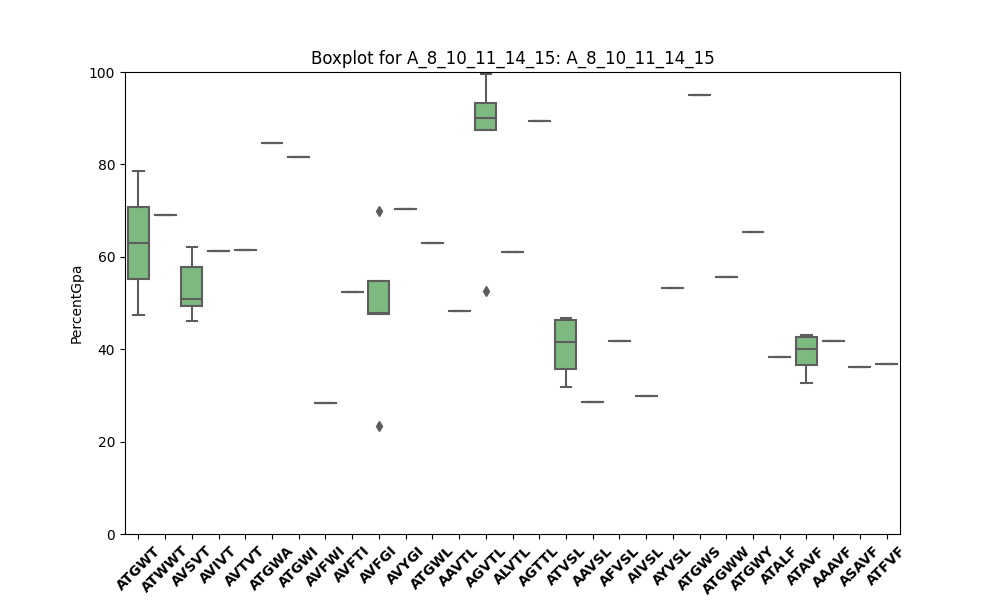 Boxplot for A_8_10_11_14_15: A_8_10_11_14_15
PercentGpa
100
80
60
40
20
0
ATGWT
ATWWT
AVSVT
AVIVT
AVTVT
ATGWA
ATGWI
AVFWI
AVFTI
AVFGI
AVYGI
ATGWL
AAVTL
AGVTL
ALVTL
AGTTL
ATVSL
AAVSL
AFVSL
AIVSL
AYVSL
ATGWS
ATGWW
ATGWY
ATALF
ATAVF
AAAVF
ASAVF
ATFVF